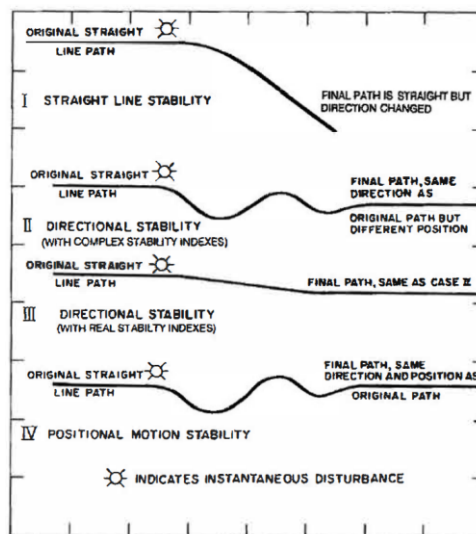 ORIGINAL STRAIGHT
LINE PATH
I STRAIGHT LINE STABILITY
FINAL PATH IS STRAIGHT BUT
DIRECTION CHANGED
ORIGINAL STRAIGHT
LINE PATH
FINAL PATH, SAME
DIRECTION AS
ORIGINAL PATH BUT
DIFFERENT POSITION
II DIRECTIONAL STABILITY
(WITH COMPLEX STABILITY INDEXES)
ORIGINAL STRAIGHT
LINE PATH
FINAL PATH, SAME AS CASE II
III DIRECTIONAL STABILITY
(WITH REAL STABILTY INDEXES)
ORIGINAL STRAIGHT
LINE PATH
FINAL PATH, SAME
DIRECTION AND POSITION AS
ORIGINAL PATH
IV POSITIONAL MOTION STABILITY
INDICATES INSTANTANEOUS DISTURBANCE